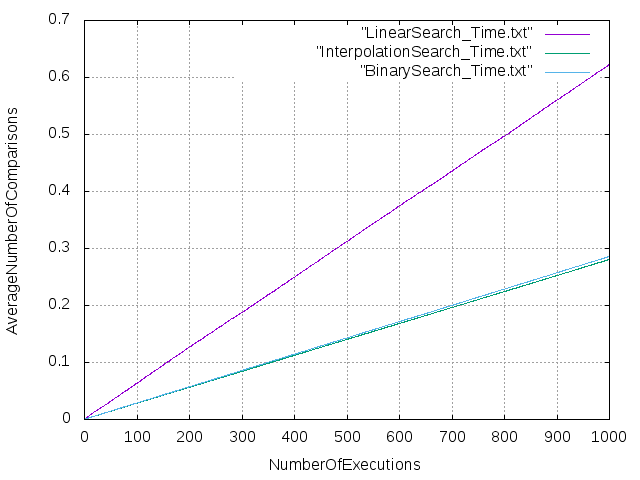 "LinearSearch_Time.txt"
"InterpolationSearch_Time.txt"
"BinarySearch_Time.txt"
0.7
0.6
0.5
0.4
0.3
0.2
0.1
0
AverageNumberOfComparisons
0 100 200 300 400 500 600 700 800 900 1000
NumberOfExecutions